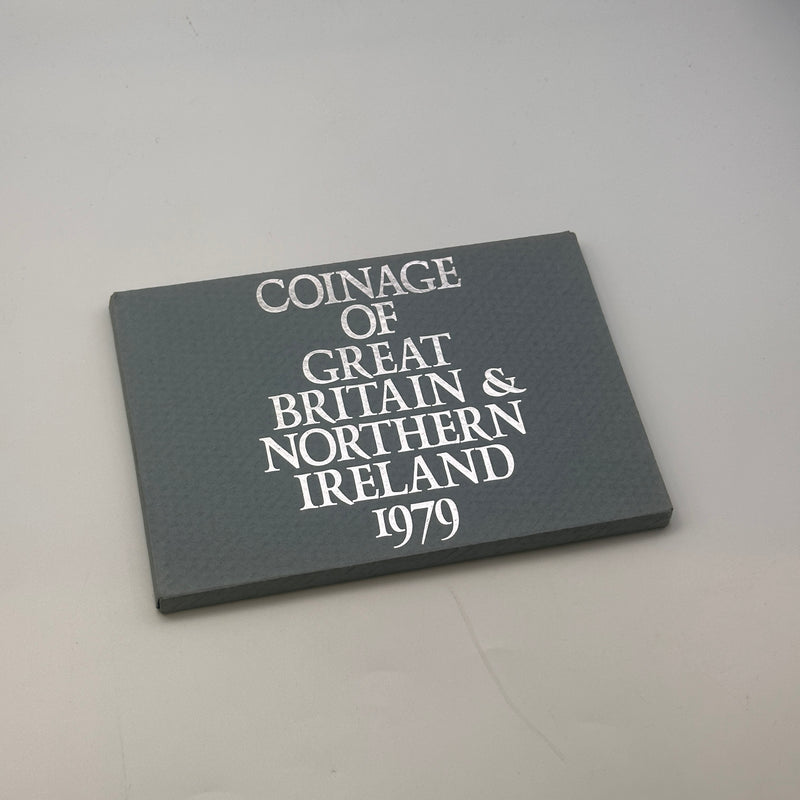 COINAGE
OF
GREAT
BRITAIN &
NORTHERN
IRELAND
1979